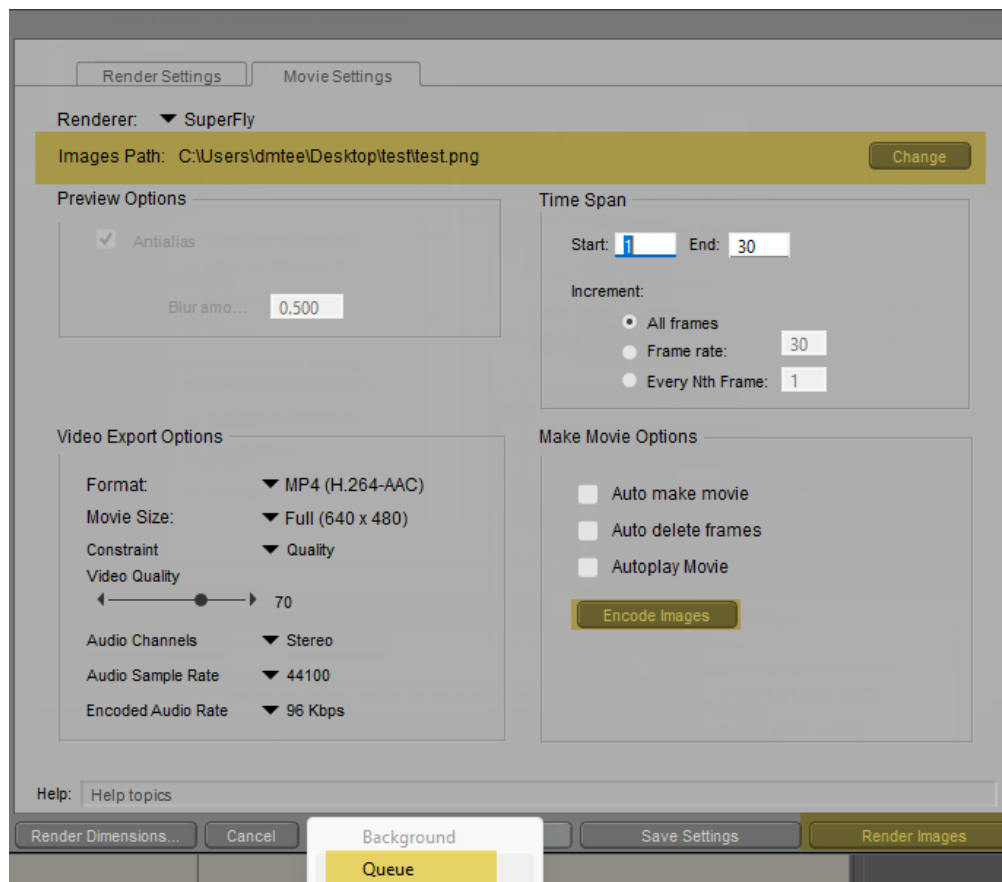 Render Settings
Movie Settings
Renderer: SuperFly
Images Path: C:\Users\dmtee\Desktop\test\test.png
Change
Preview Options
Antialias
Blur amo... 0.500
Time Span
Start: 1 End: 30
Increment:
All frames
Frame rate: 30
Every Nth Frame: 1
Video Export Options
Format: MP4 (H.264-AAC)
Movie Size: Full (640 x 480)
Constraint Quality
Video Quality
70
Audio Channels Stereo
Audio Sample Rate 44100
Encoded Audio Rate 96 Kbps
Make Movie Options
Auto make movie
Auto delete frames
Autoplay Movie
Encode Images
Help: Help topics
Render Dimensions... Cancel Background Save Settings Render Images
Queue